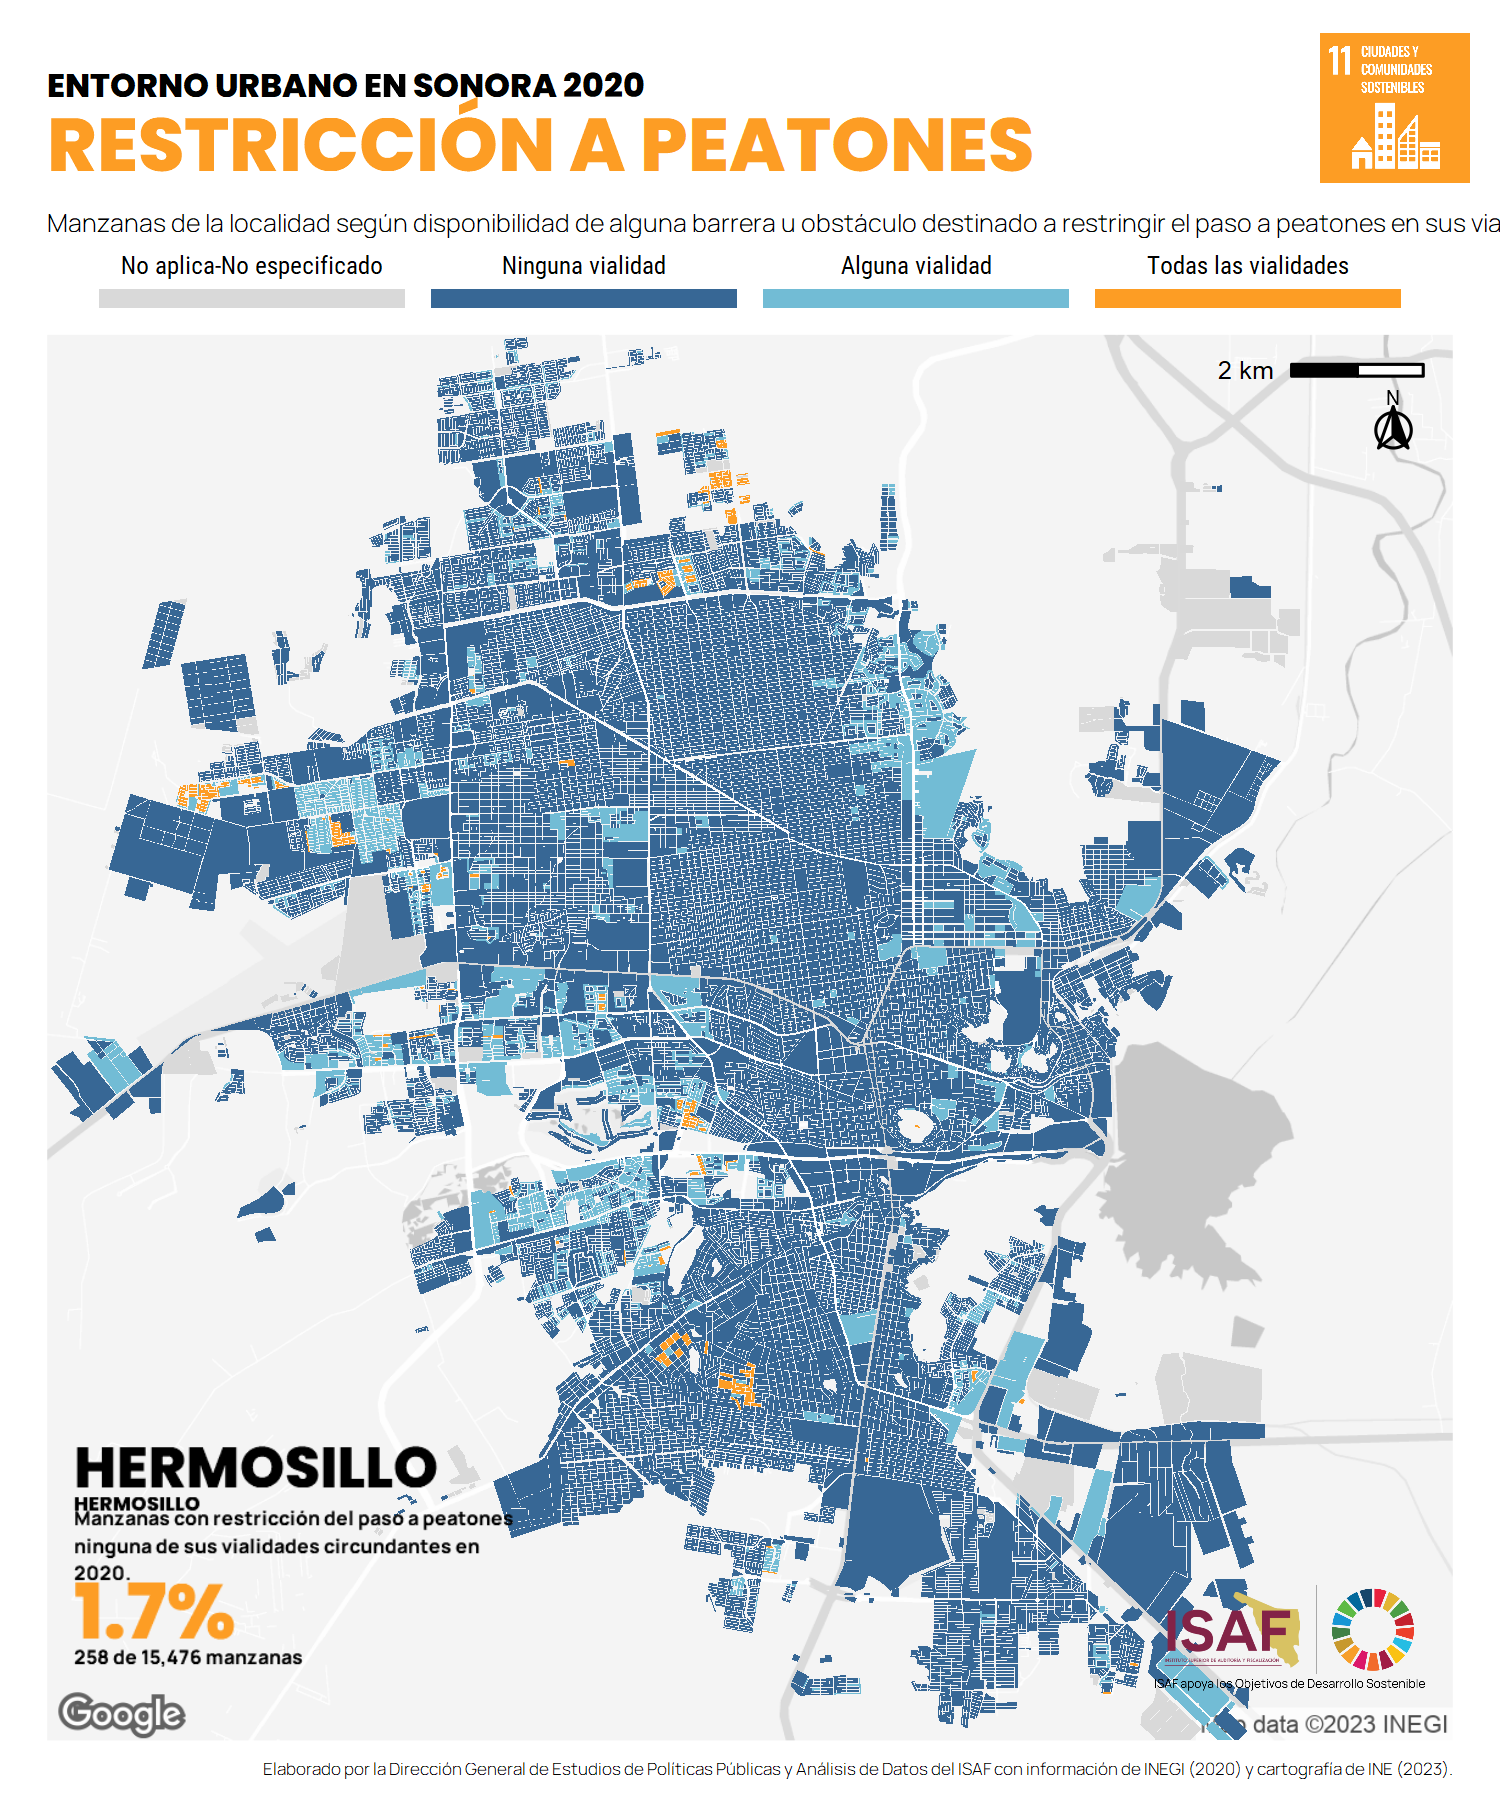 ENTORNO URBANO EN SONORA 2020
RESTRICCIÓN A PEATONES
11 CIUDADES Y
COMUNIDADES
SOSTENIBLES
Manzanas de la localidad según disponibilidad de alguna barrera u obstáculo destinado a restringir el paso a peatones en sus via
No aplica-No especificado
Ninguna vialidad
Alguna vialidad
Todas las vialidades
2 km
N
HERMOSILLO
HERMOSILLO
Manzanas con restricción del paso a peatones
ninguna de sus vialidades circundantes en
2020.
1.7%
258 de 15,476 manzanas
Google
ISAF
INSTITUTO SUPERIOR DE AUDITORÍA Y FISCALIZACIÓN
ISAF apoya los Objetivos de Desarrollo Sostenible
data ©2023 INEGI
Elaborado por la Dirección General de Estudios de Políticas Públicas y Análisis de Datos del ISAF con información de INEGI (2020) y cartografía de INE (2023).